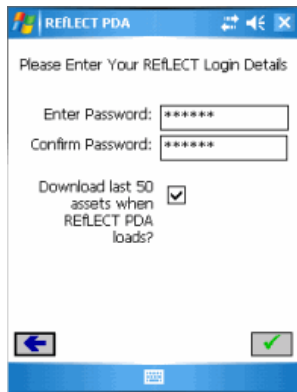 REfLECT PDA
Please Enter Your REfLECT Login Details
Enter Password: ******
Confirm Password: ******
Download last 50
assets when
REfLECT PDA
loads?